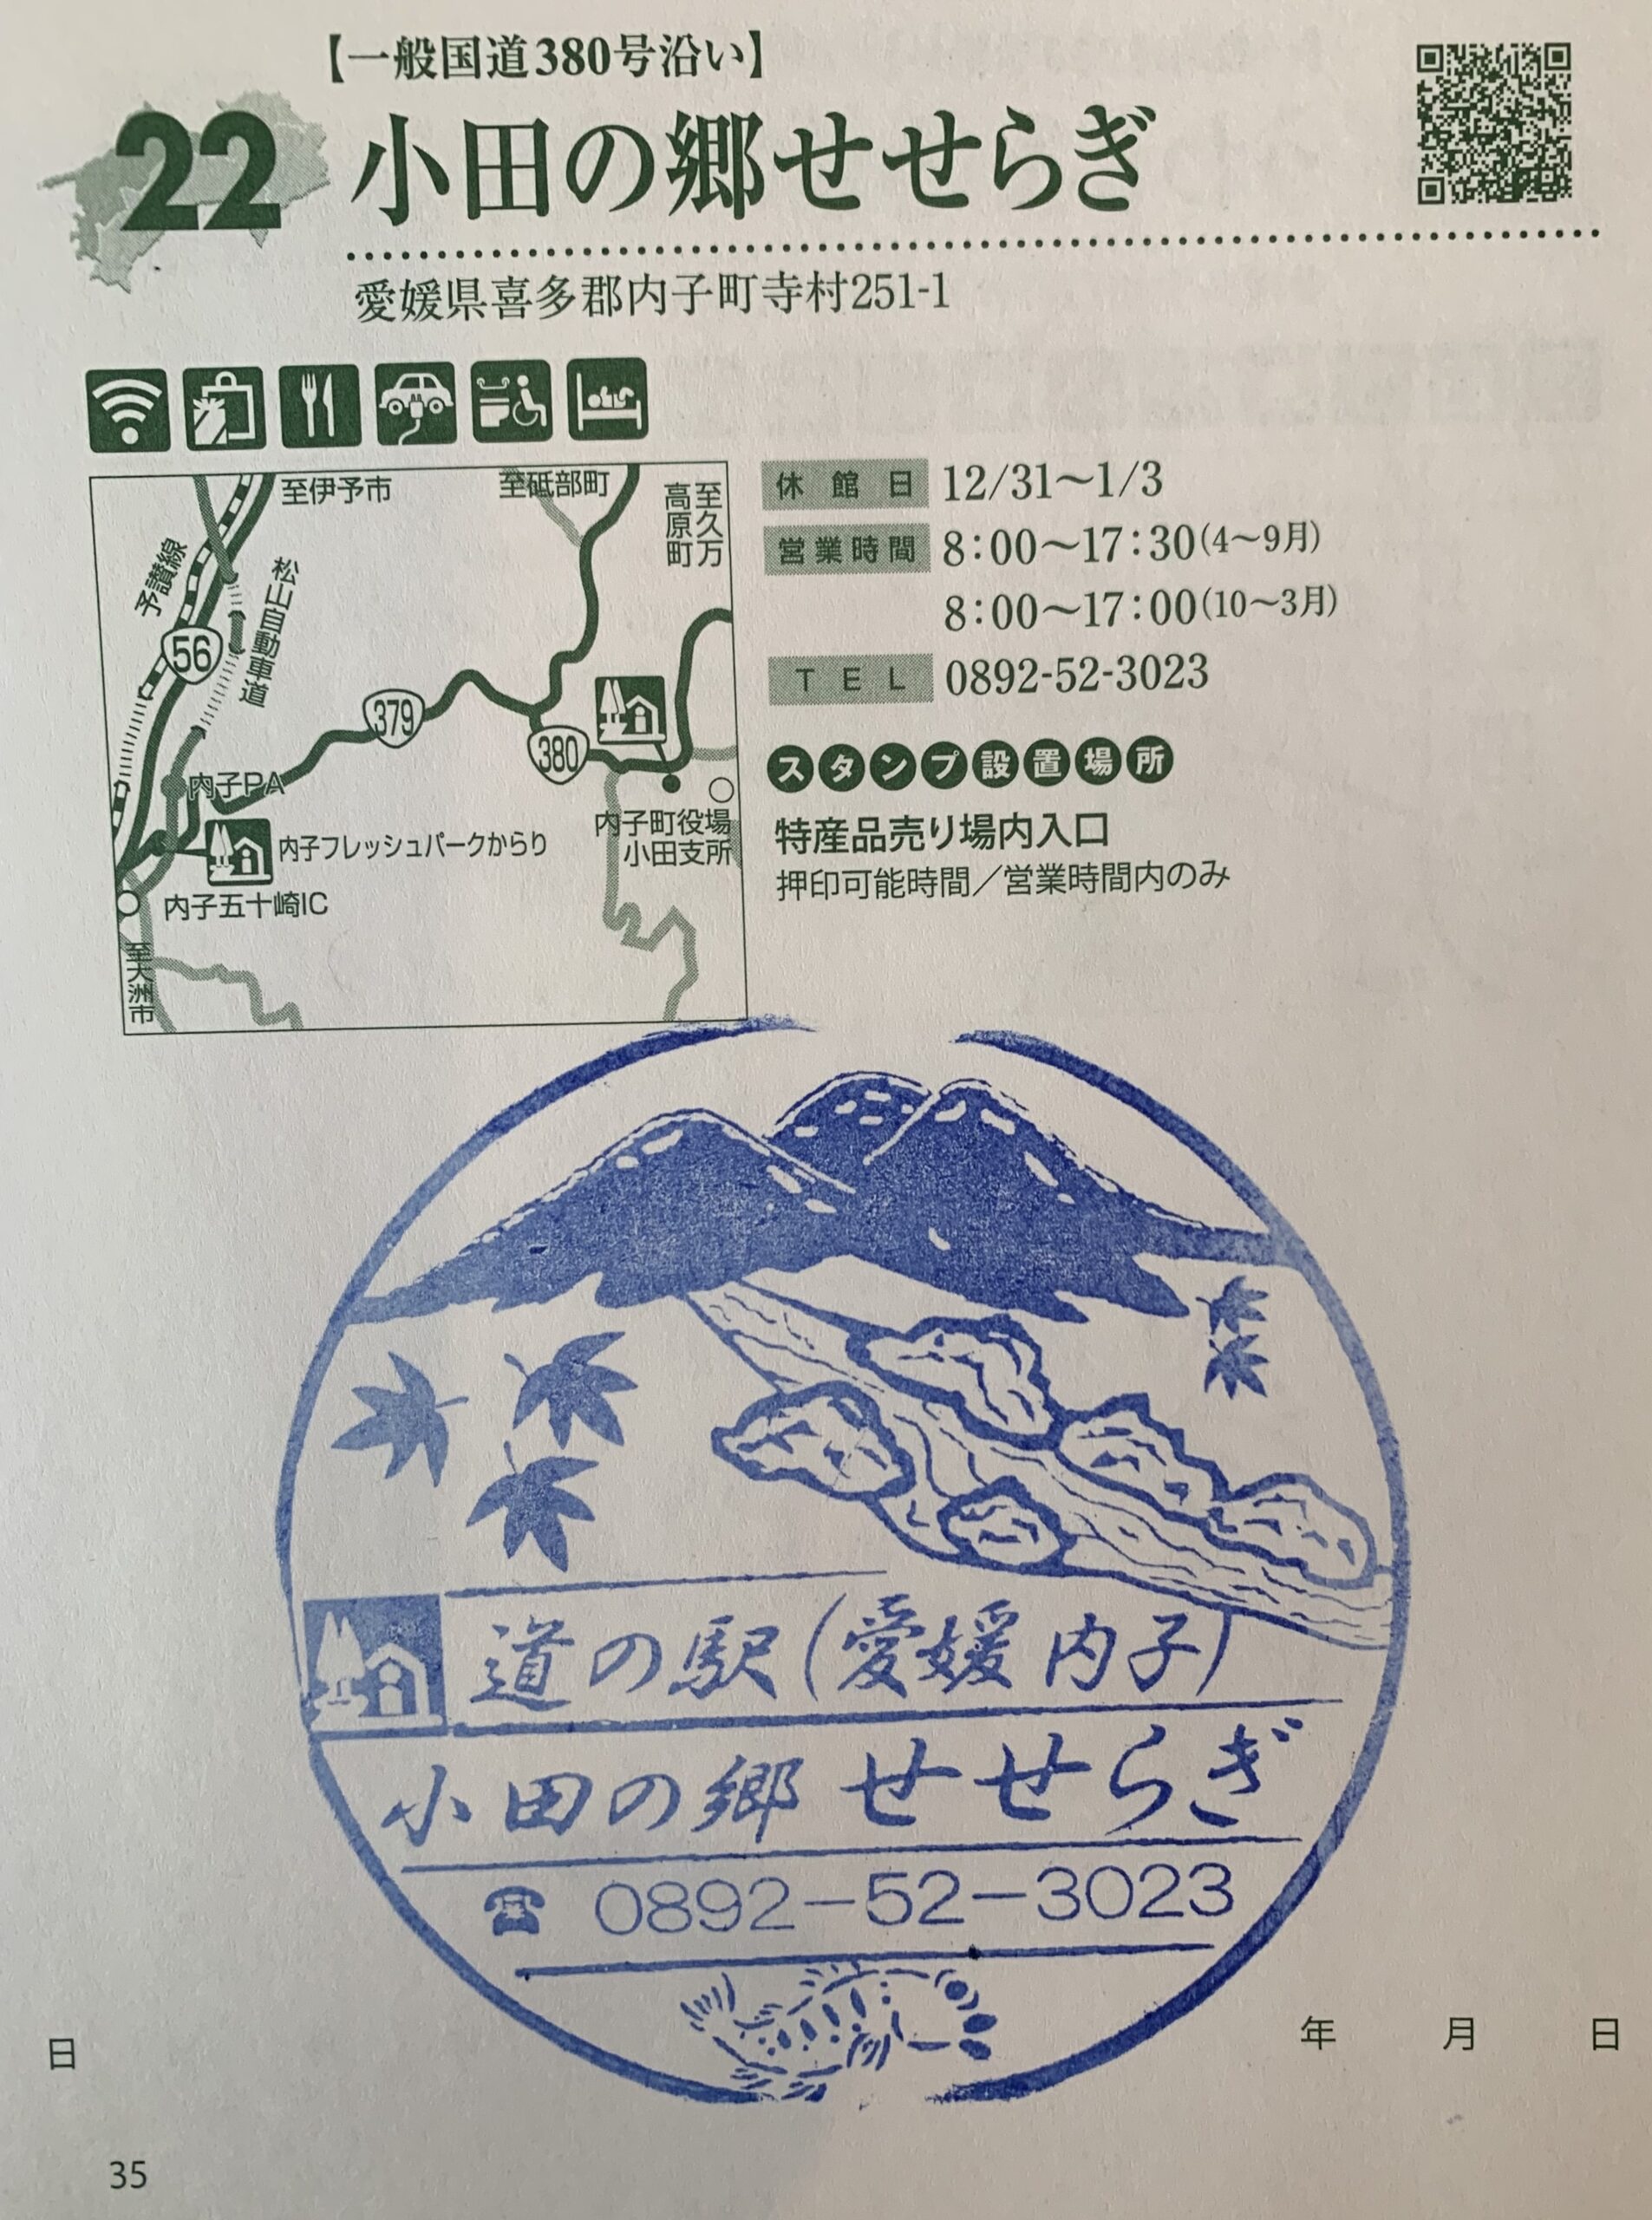 【一般国道380号沿い】
22
小田の郷せせらぎ
愛媛県喜多郡内子町寺村251-1
至伊予市
至砥部町
至久万
高原町
予讃線
松山自動車道
56
379
380
内子PA
内子フレッシュパークからり
内子町役場
小田支所
内子五十崎IC
至大洲市
休館日 12/31～1/3
営業時間 8:00～17:30(4～9月)
8:00～17:00(10～3月)
TEL 0892-52-3023
スタンプ設置場所
特産品売り場内入口
押印可能時間／営業時間内のみ
道の駅(愛媛 内子)
小田の郷 せせらぎ
☎ 0892-52-3023
日
年 月 日
35